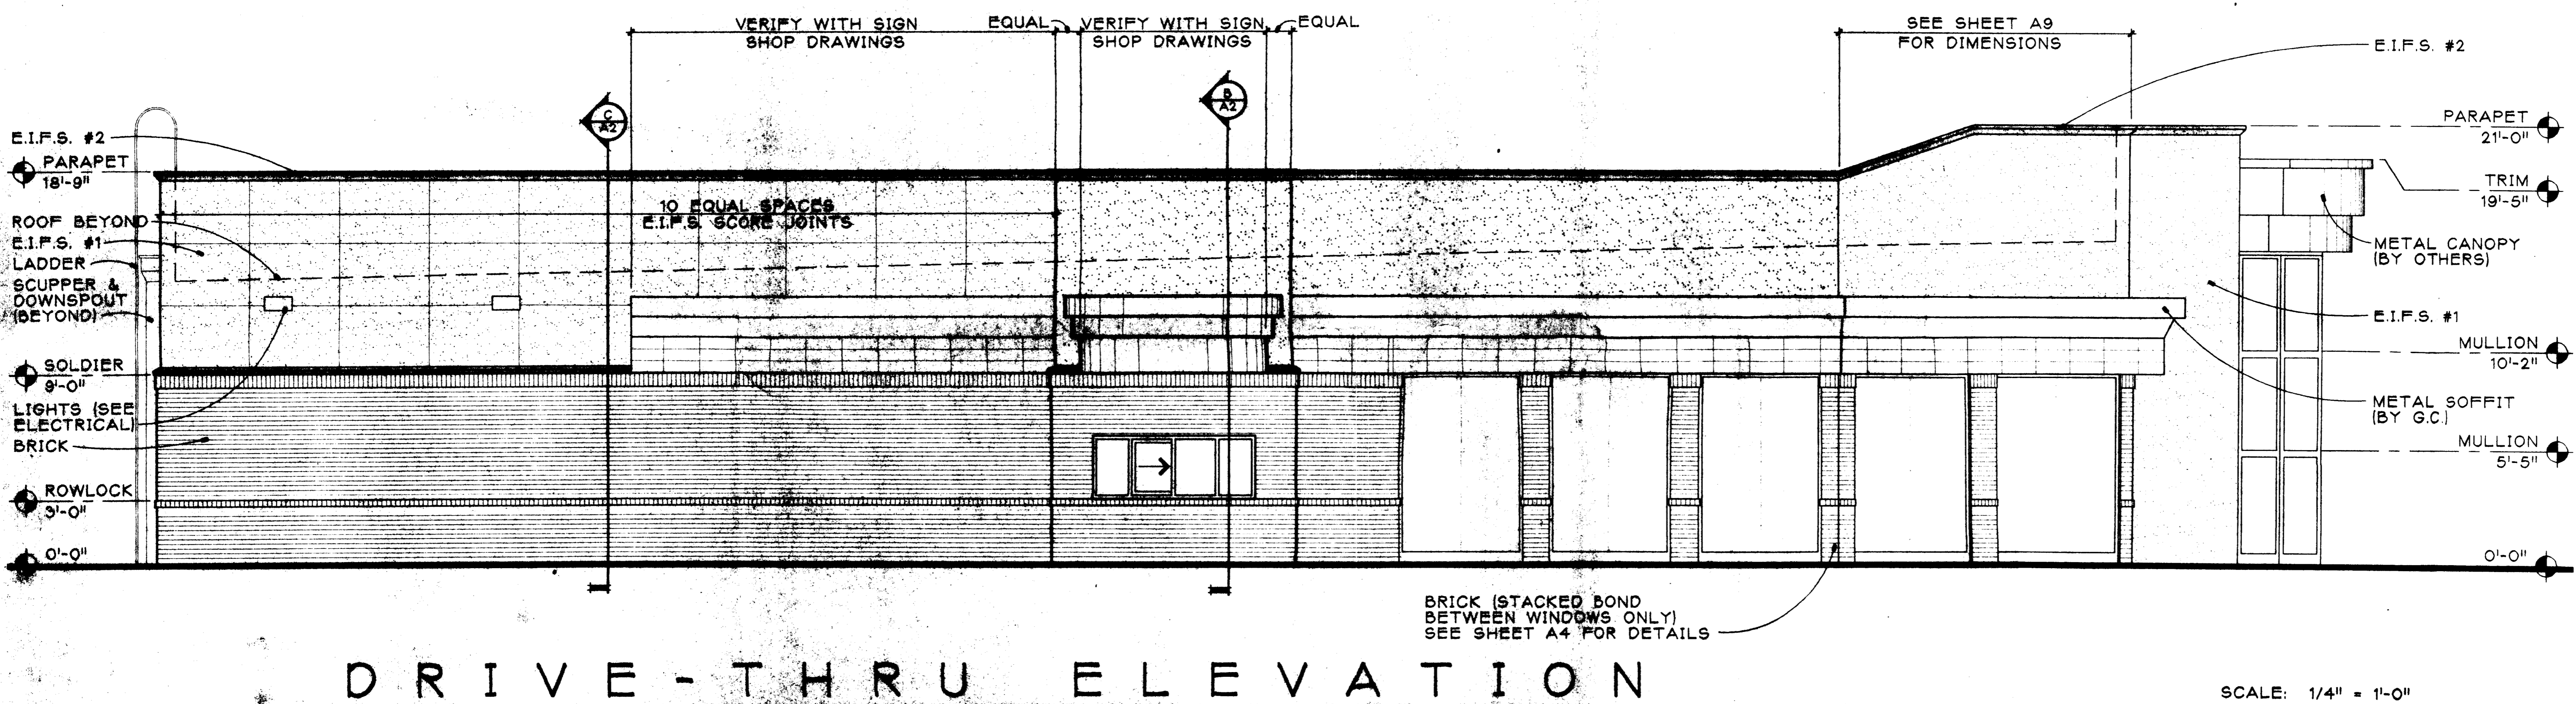 VERIFY WITH SIGN
SHOP DRAWINGS
EQUAL
VERIFY WITH SIGN
SHOP DRAWINGS
EQUAL
SEE SHEET A9
FOR DIMENSIONS
E.I.F.S. #2
C
A2
B
A2
E.I.F.S. #2
PARAPET
18'-9"
ROOF BEYOND
E.I.F.S. #1
LADDER
SCUPPER &
DOWNSPOUT
(BEYOND)
SOLDIER
9'-0"
LIGHTS (SEE
ELECTRICAL)
BRICK
ROWLOCK
3'-0"
0'-0"
10 EQUAL SPACES
E.I.F.S. SCORE JOINTS
PARAPET
21'-0"
TRIM
19'-5"
METAL CANOPY
(BY OTHERS)
E.I.F.S. #1
MULLION
10'-2"
METAL SOFFIT
(BY G.C.)
MULLION
5'-5"
0'-0"
BRICK (STACKED BOND
BETWEEN WINDOWS ONLY)
SEE SHEET A4 FOR DETAILS
DRIVE-THRU ELEVATION
SCALE: 1/4" = 1'-0"